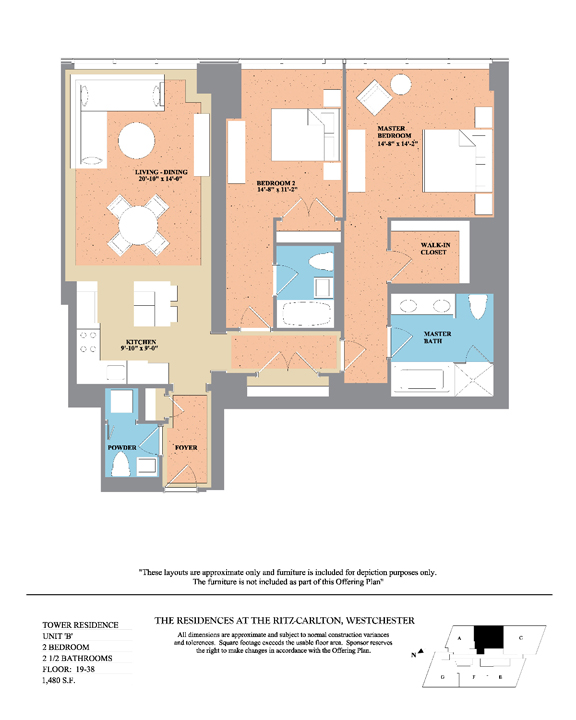 LIVING - DINING
20'-10" x 14'-0"
BEDROOM 2
14'-8" x 11'-2"
MASTER
BEDROOM
14'-8" x 14'-2"
WALK-IN
CLOSET
MASTER
BATH
KITCHEN
9'-10" x 9'-0"
POWDER
FOYER
"These layouts are approximate only and furniture is included for depiction purposes only.
The furniture is not included as part of this Offering Plan"
TOWER RESIDENCE
UNIT 'B'
2 BEDROOM
2 1/2 BATHROOMS
FLOOR: 19-38
1,480 S.F.
THE RESIDENCES AT THE RITZ-CARLTON, WESTCHESTER
All dimensions are approximate and subject to normal construction variances
and tolerences. Square footage exceeds the usable floor area. Sponsor reserves
the right to make changes in accordance with the Offering Plan.
N
A
C
G
F